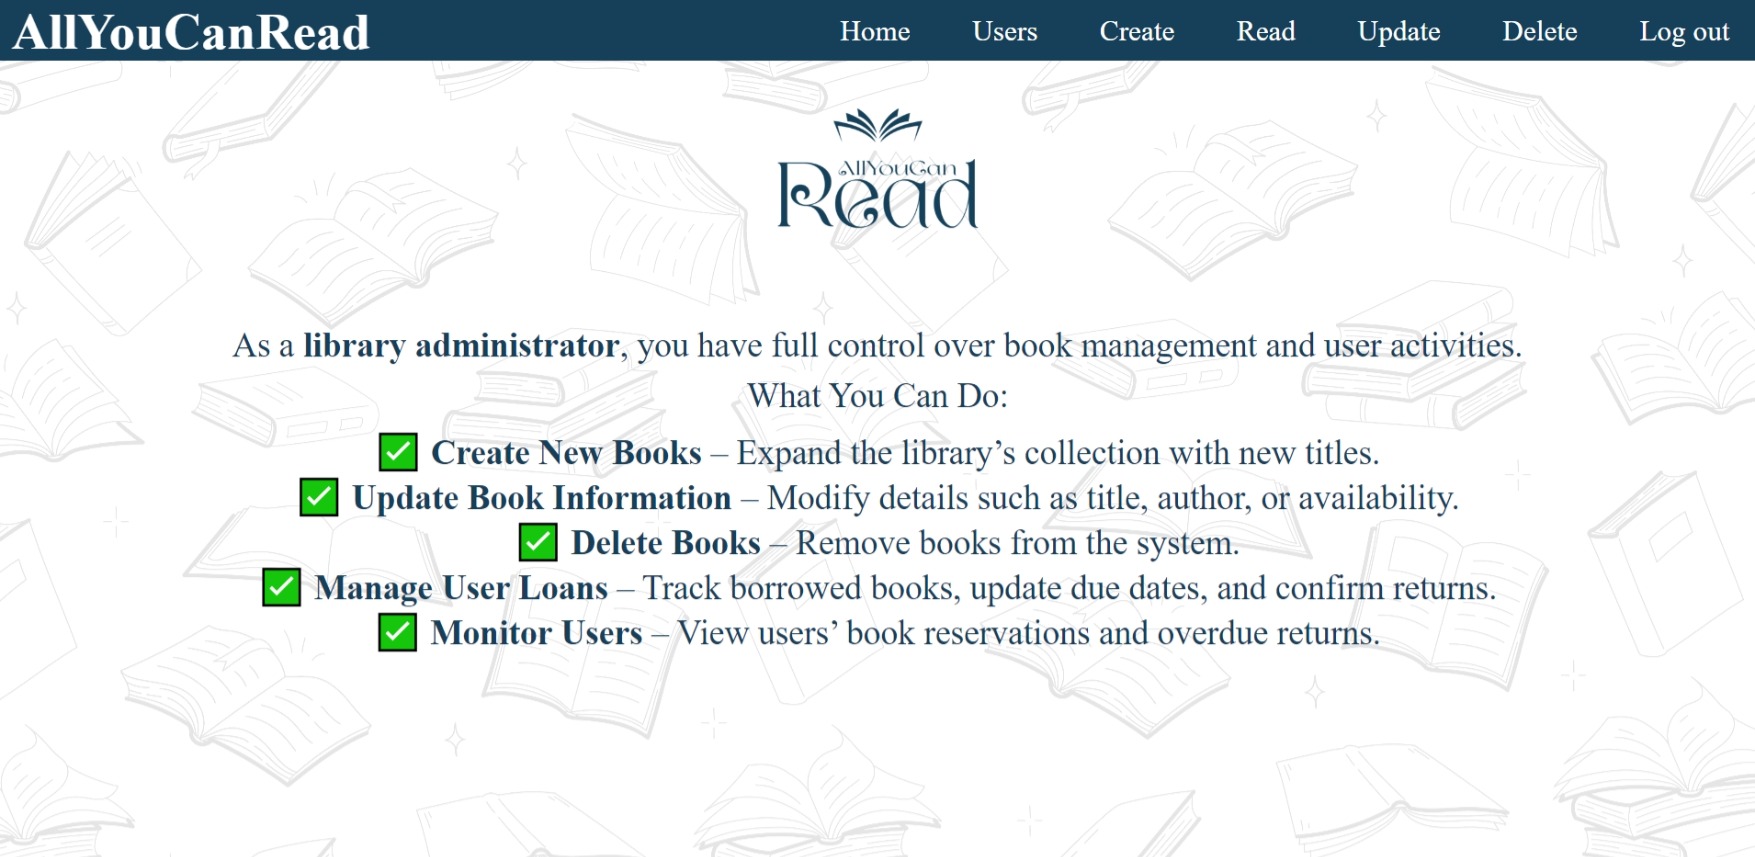 AllYouCanRead
Home Users Create Read Update Delete Log out
AllYouCan
Read
As a library administrator, you have full control over book management and user activities.
What You Can Do:
✅ Create New Books – Expand the library’s collection with new titles.
✅ Update Book Information – Modify details such as title, author, or availability.
✅ Delete Books – Remove books from the system.
✅ Manage User Loans – Track borrowed books, update due dates, and confirm returns.
✅ Monitor Users – View users’ book reservations and overdue returns.